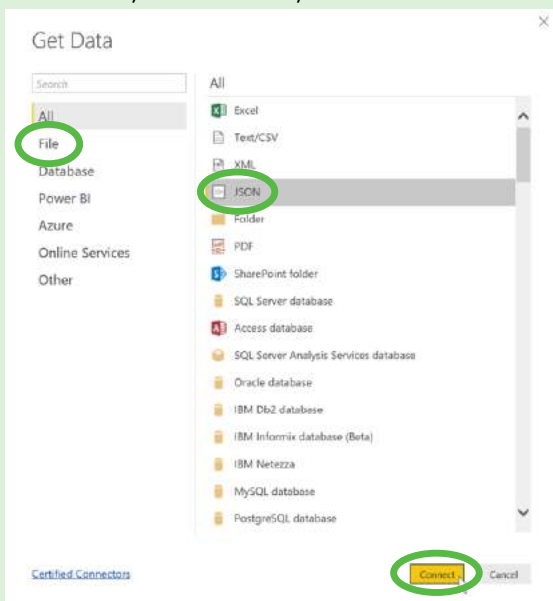 Get Data
Search
All
File
Database
Power BI
Azure
Online Services
Other
All
Excel
Text/CSV
XML
JSON
Folder
PDF
SharePoint folder
SQL Server database
Access database
SQL Server Analysis Services database
Oracle database
IBM Db2 database
IBM Informix database (Beta)
IBM Netezza
MySQL database
PostgreSQL database
Certified Connectors
Connect
Cancel